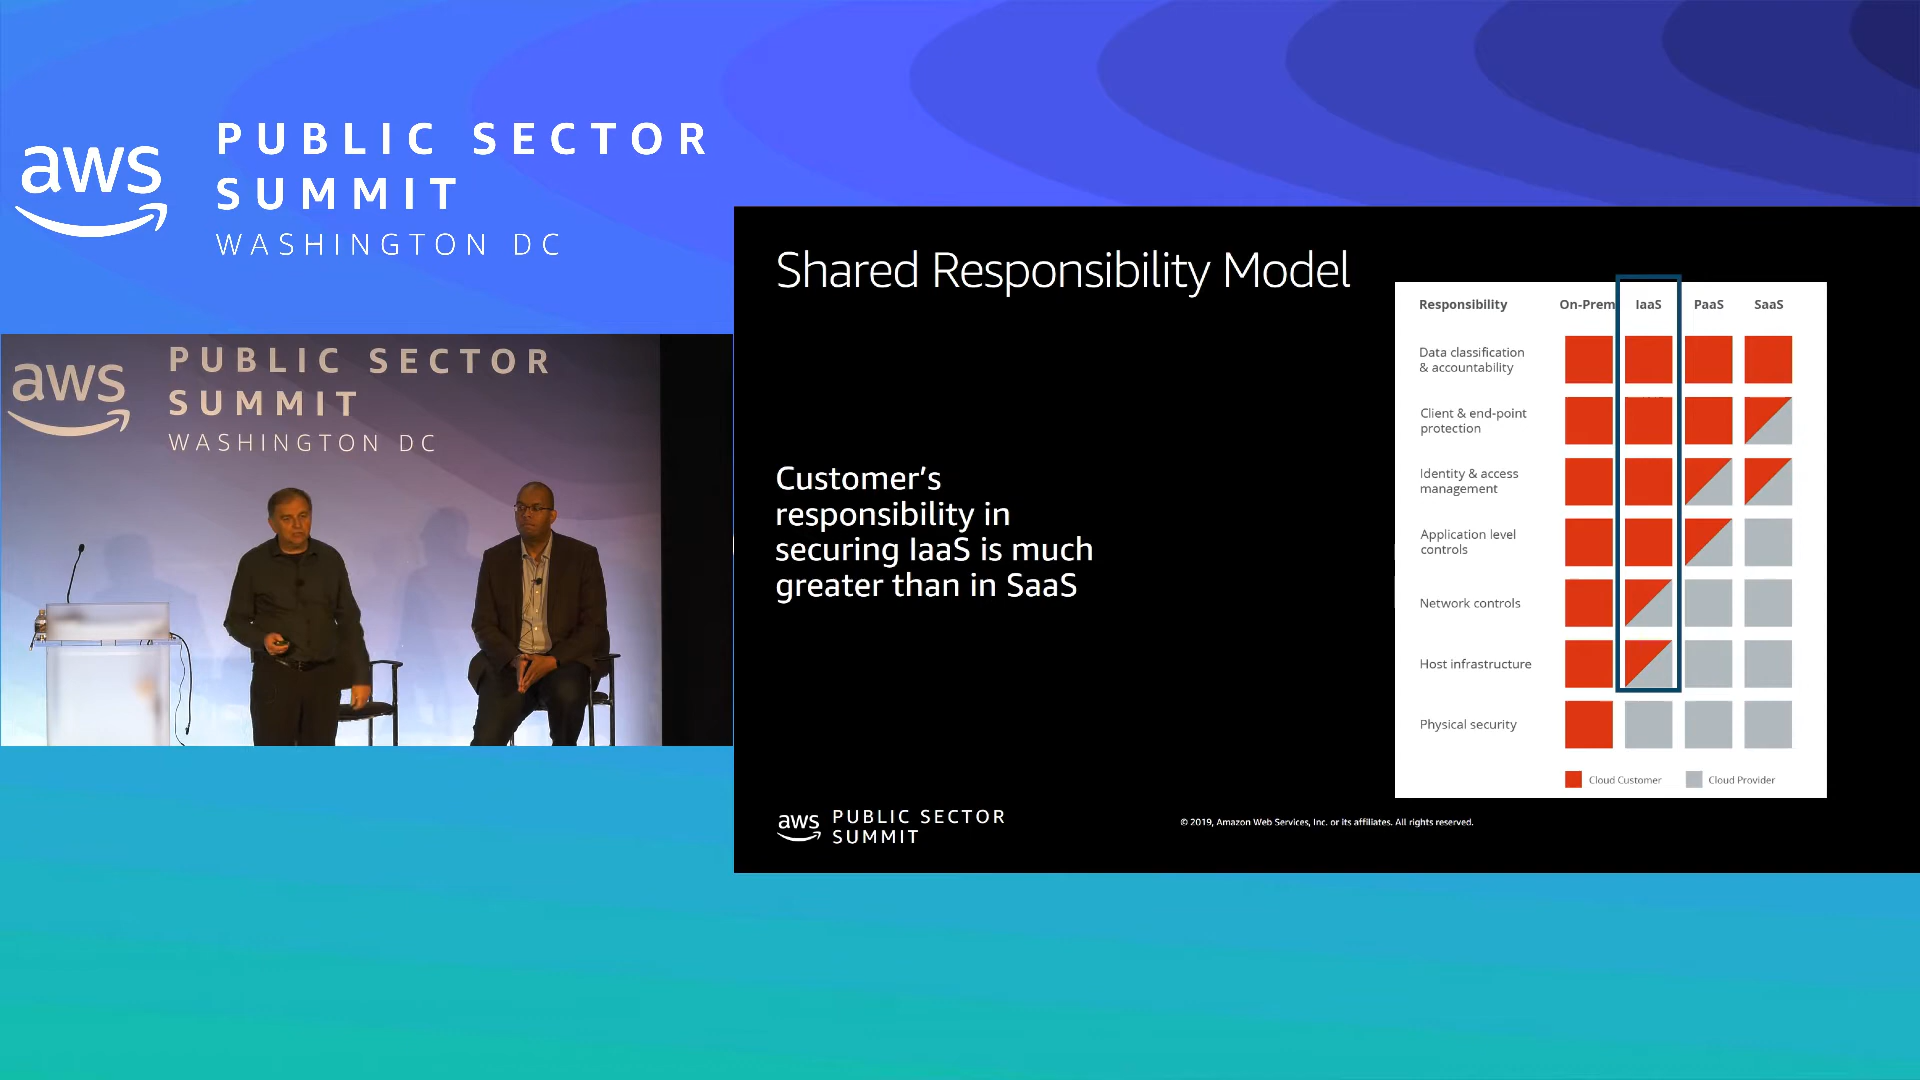 aws
PUBLIC SECTOR
SUMMIT
WASHINGTON DC
aws
PUBLIC SECTOR
SUMMIT
WASHINGTON DC
Shared Responsibility Model
Customer’s
responsibility in
securing IaaS is much
greater than in SaaS
Responsibility On-Prem IaaS PaaS SaaS
Data classification
& accountability
Client & end-point
protection
Identity & access
management
Application level
controls
Network controls
Host infrastructure
Physical security
Cloud Customer Cloud Provider
aws PUBLIC SECTOR
SUMMIT
© 2019, Amazon Web Services, Inc. or its affiliates. All rights reserved.